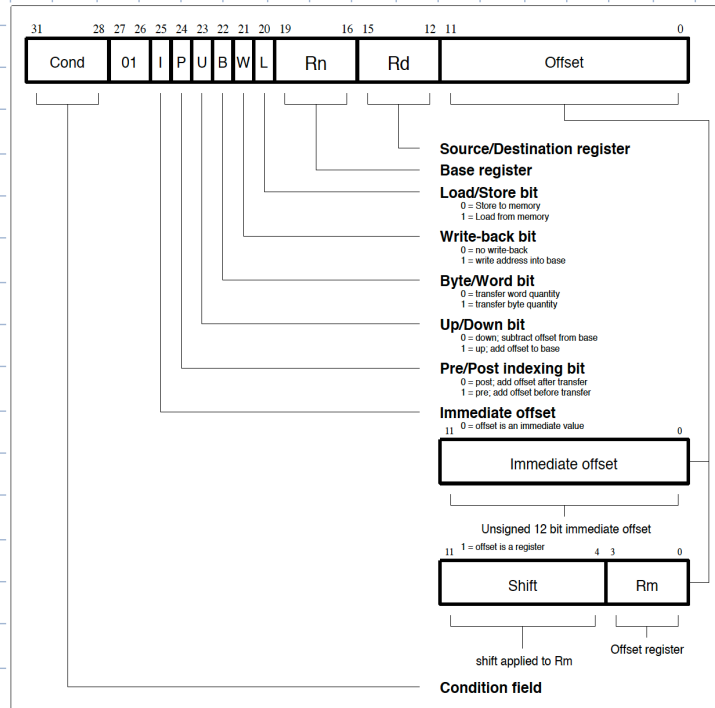 31 28 27 26 25 24 23 22 21 20 19 16 15 12 11 0
Cond 01 I P U B W L Rn Rd Offset
Source/Destination register
Base register
Load/Store bit
0 = Store to memory
1 = Load from memory
Write-back bit
0 = no write-back
1 = write address into base
Byte/Word bit
0 = transfer word quantity
1 = transfer byte quantity
Up/Down bit
0 = down; subtract offset from base
1 = up; add offset to base
Pre/Post indexing bit
0 = post; add offset after transfer
1 = pre; add offset before transfer
Immediate offset
0 = offset is an immediate value
11 0
Immediate offset
Unsigned 12 bit immediate offset
1 = offset is a register
11 4 3 0
Shift Rm
shift applied to Rm Offset register
Condition field